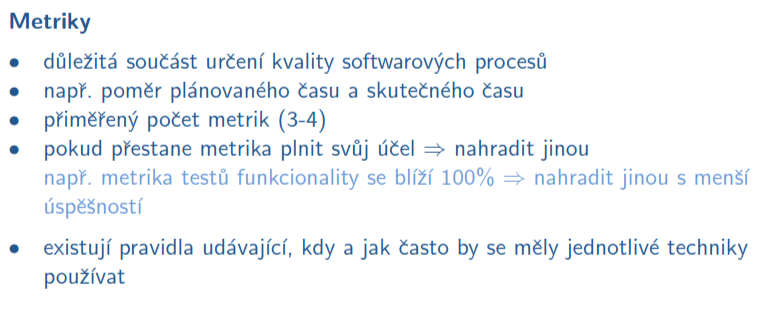 Metriky
• důležitá součást určení kvality softwarových procesů
• např. poměr plánovaného času a skutečného času
• přiměřený počet metrik (3-4)
• pokud přestane metrika plnit svůj účel ⇒ nahradit jinou
např. metrika testů funkcionality se blíží 100% ⇒ nahradit jinou s menší
úspěšností
• existují pravidla udávající, kdy a jak často by se měly jednotlivé techniky
používat